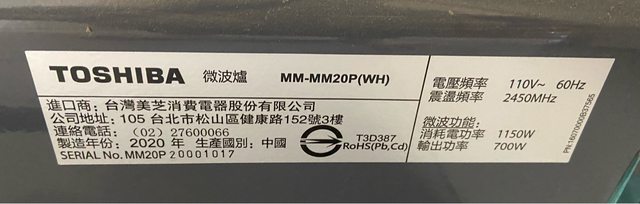 TOSHIBA 微波爐 MM-MM20P(WH)
進口商：台灣美芝消費電器股份有限公司
公司地址：105 台北市松山區健康路152號3樓
連絡電話：（02）27600066
製造年份：2020 年 生產國別：中國
SERIAL No. MM20P 20001017
T3D387
RoHS(Pb,Cd)
電壓頻率 110V~ 60Hz
震盪頻率 2450MHz
微波功能：
消耗電功率 1150W
輸出功率 700W